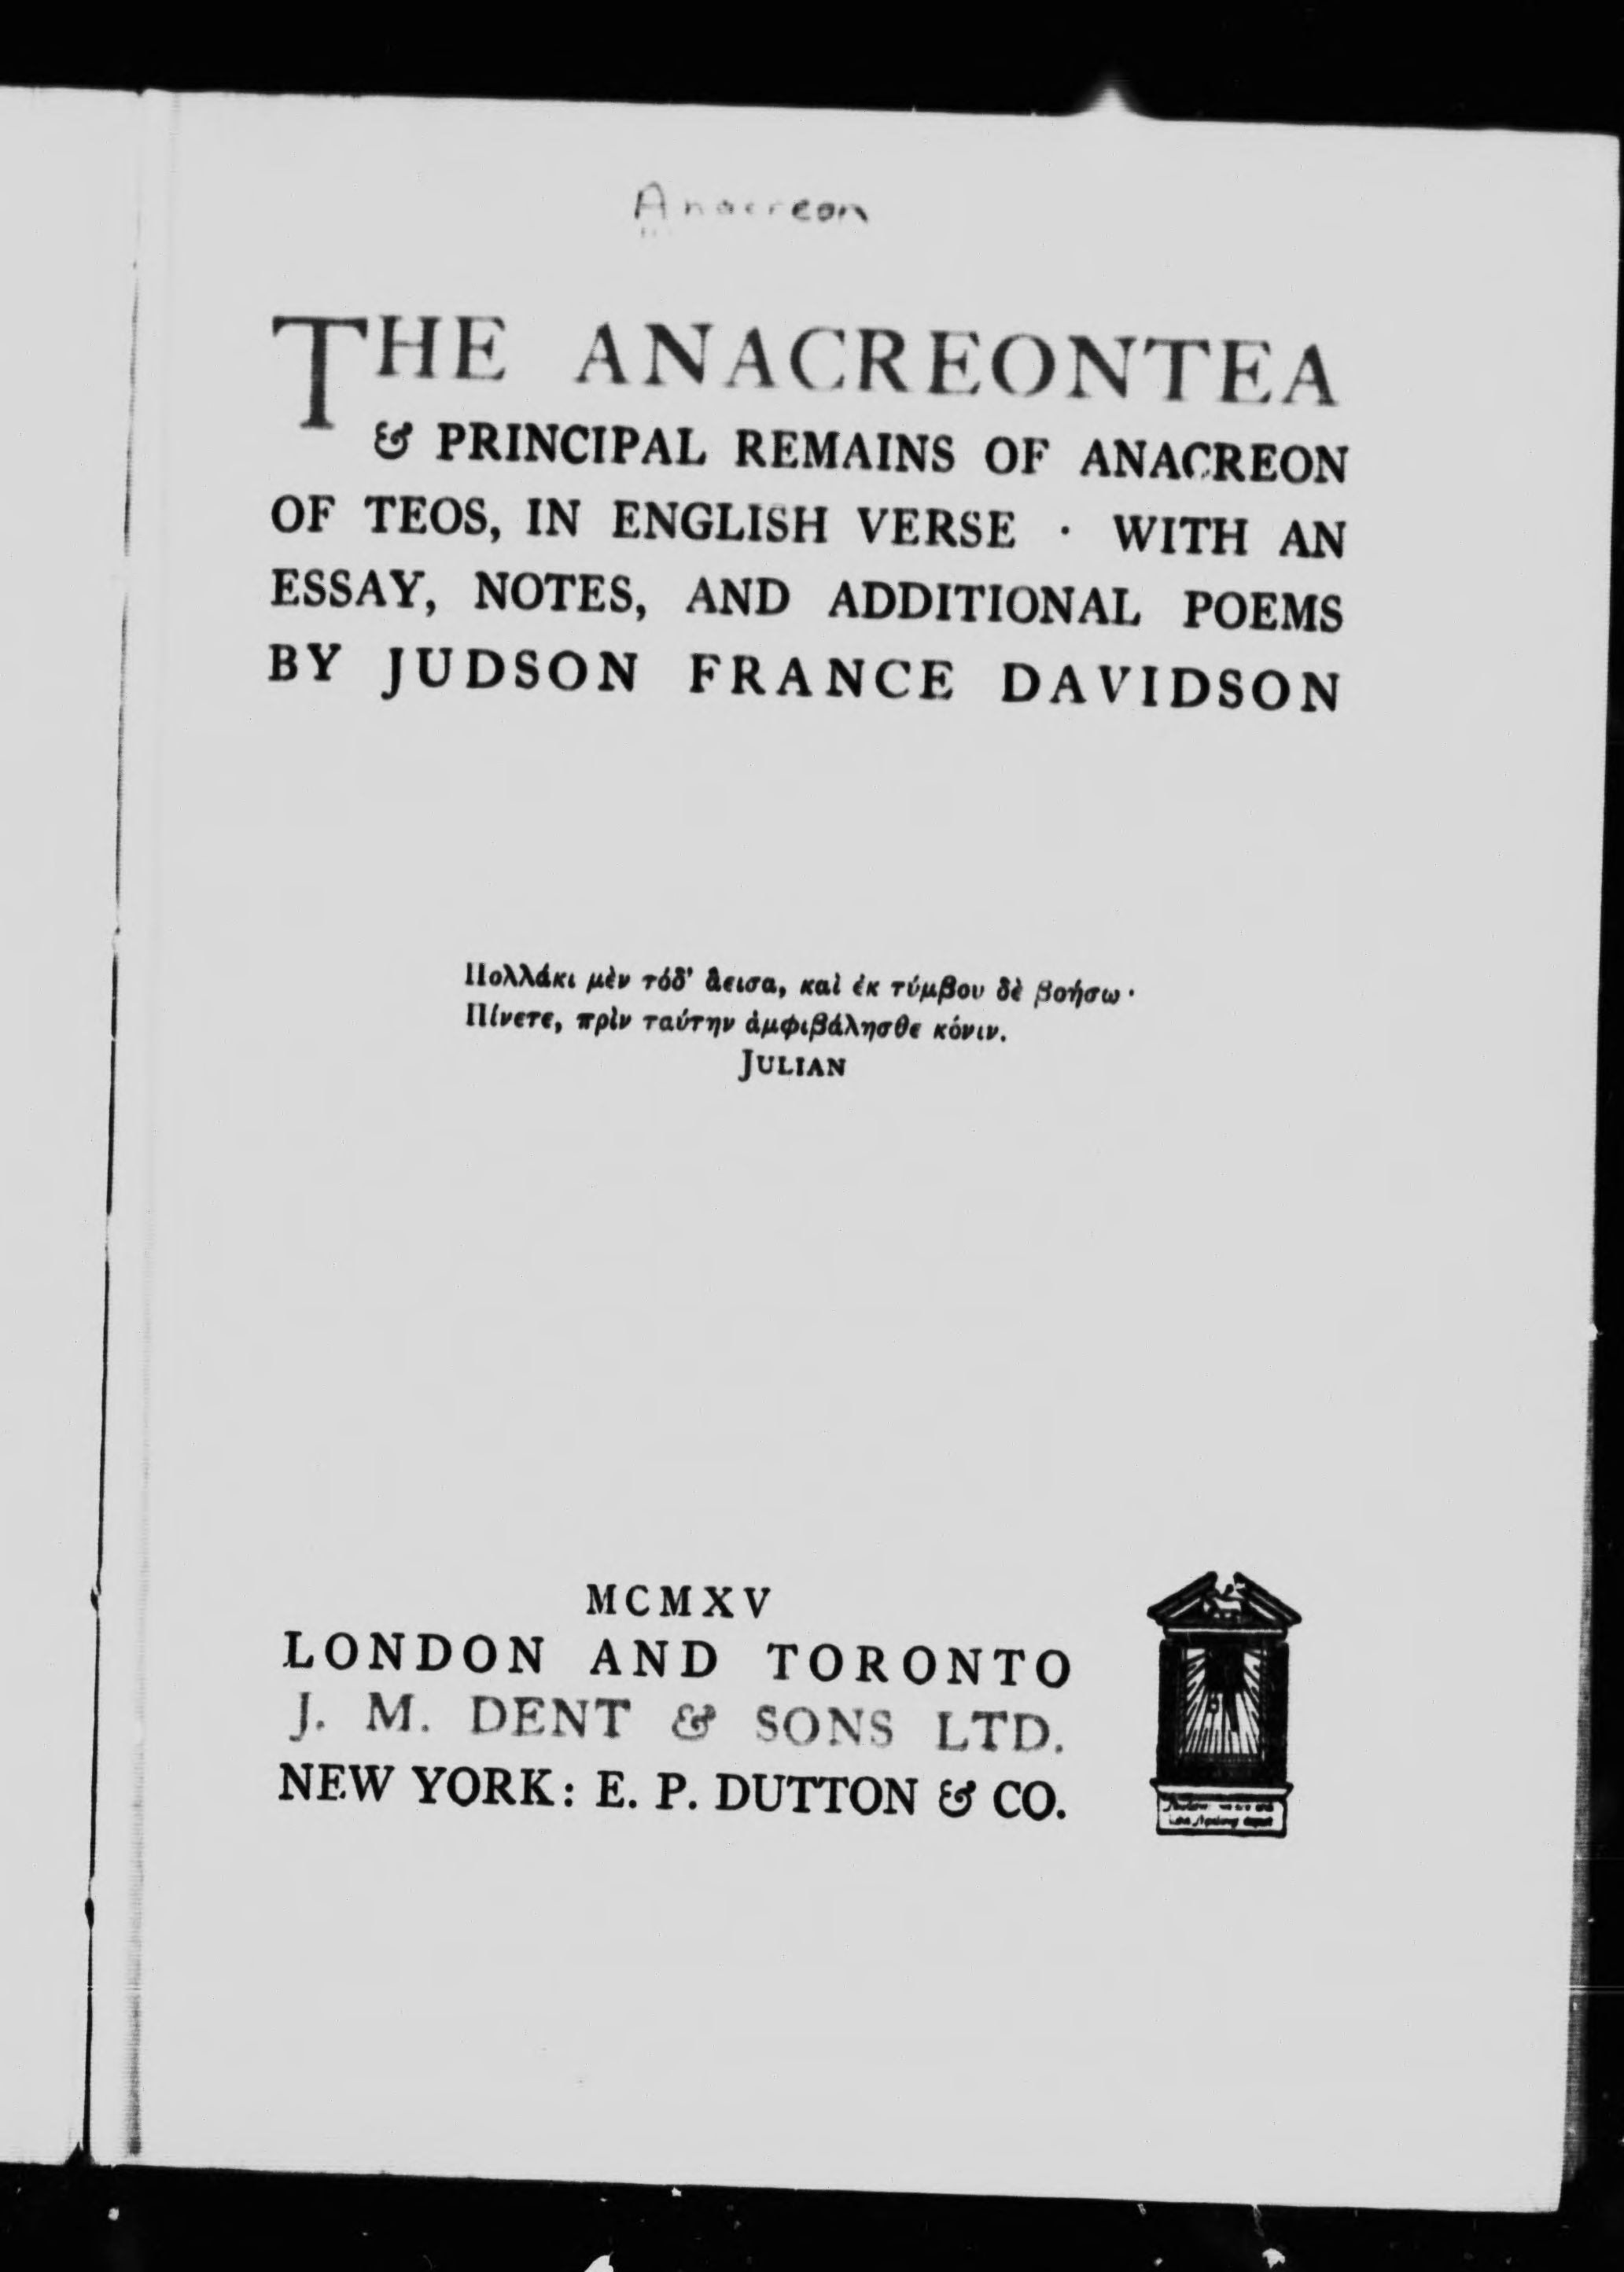 Anacreon
THE ANACREONTEA
& PRINCIPAL REMAINS OF ANACREON
OF TEOS, IN ENGLISH VERSE · WITH AN
ESSAY, NOTES, AND ADDITIONAL POEMS
BY JUDSON FRANCE DAVIDSON
Πολλάκι μὲν τόδ' ἄεισα, καὶ ἐκ τύμβου δὲ βοήσω·
Πίνετε, πρὶν ταύτην ἀμφιβάλησθε κόνιν.
JULIAN
MCMXV
LONDON AND TORONTO
J. M. DENT & SONS LTD.
NEW YORK: E. P. DUTTON & CO.